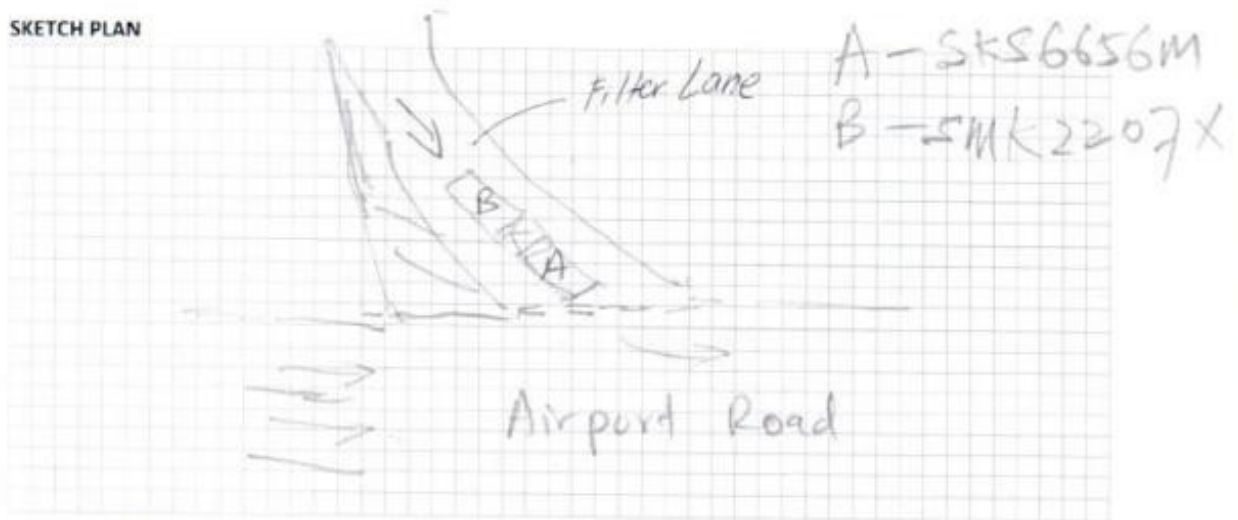 SKETCH PLAN
A - SKS6656M
Filter Lane
B - SMK2207X
B
A
Airport Road